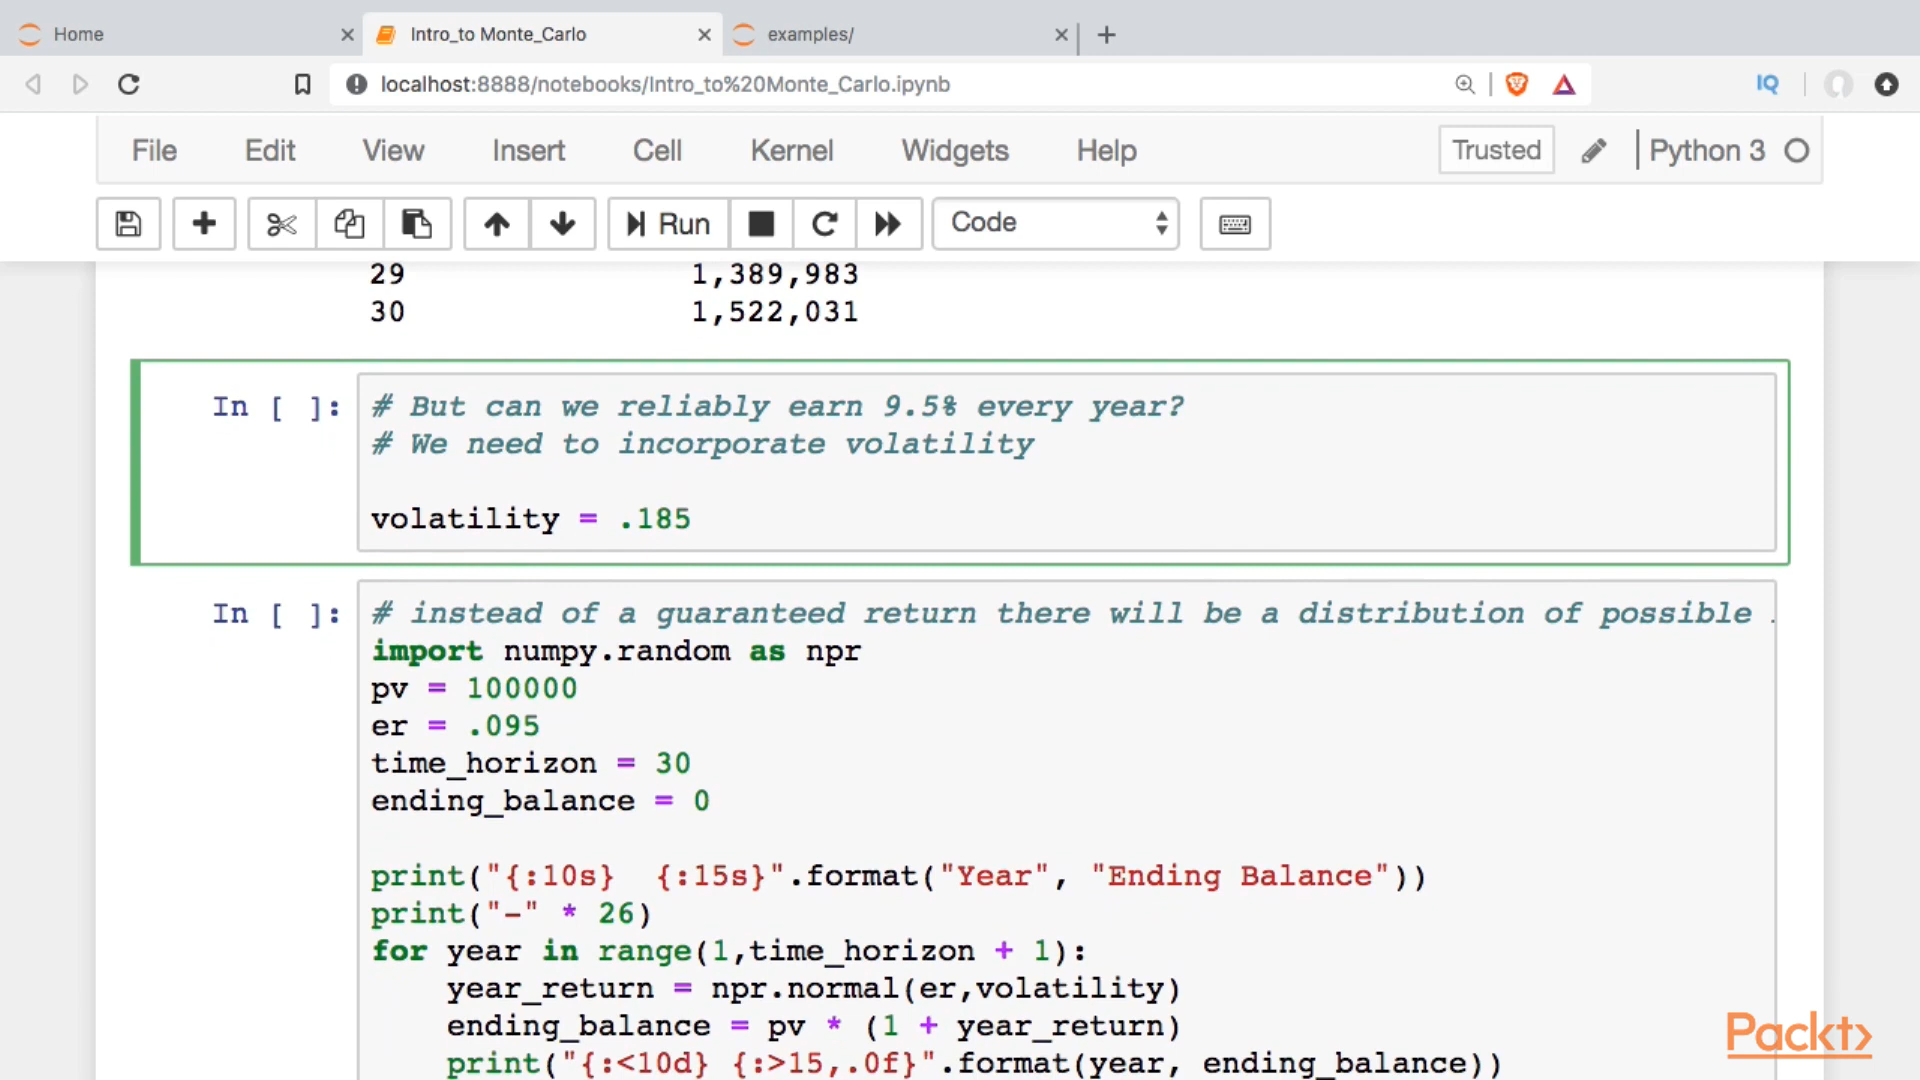 Home
Intro_to Monte_Carlo
examples/
localhost:8888/notebooks/Intro_to%20Monte_Carlo.ipynb
IQ
File Edit View Insert Cell Kernel Widgets Help
Trusted
Python 3
Run
Code
29 1,389,983
30 1,522,031
In [ ]:
# But can we reliably earn 9.5% every year?
# We need to incorporate volatility
volatility = .185
In [ ]:
# instead of a guaranteed return there will be a distribution of possible
import numpy.random as npr
pv = 100000
er = .095
time_horizon = 30
ending_balance = 0
print("{:10s}  {:15s}".format("Year", "Ending Balance"))
print("-" * 26)
for year in range(1,time_horizon + 1):
    year_return = npr.normal(er,volatility)
    ending_balance = pv * (1 + year_return)
    print("{:<10d} {:>15,.0f}".format(year, ending_balance))
Packt>